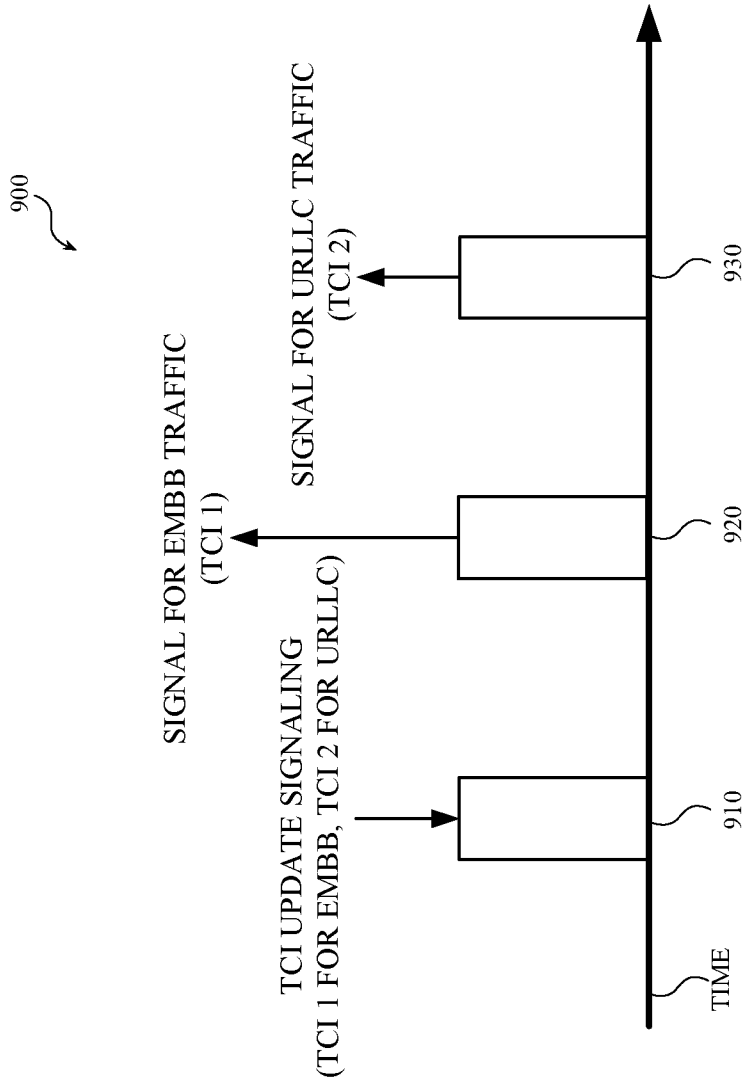 900
TCI UPDATE SIGNALING
(TCI 1 FOR EMBB, TCI 2 FOR URLLC)
SIGNAL FOR EMBB TRAFFIC
(TCI 1)
SIGNAL FOR URLLC TRAFFIC
(TCI 2)
TIME
910
920
930